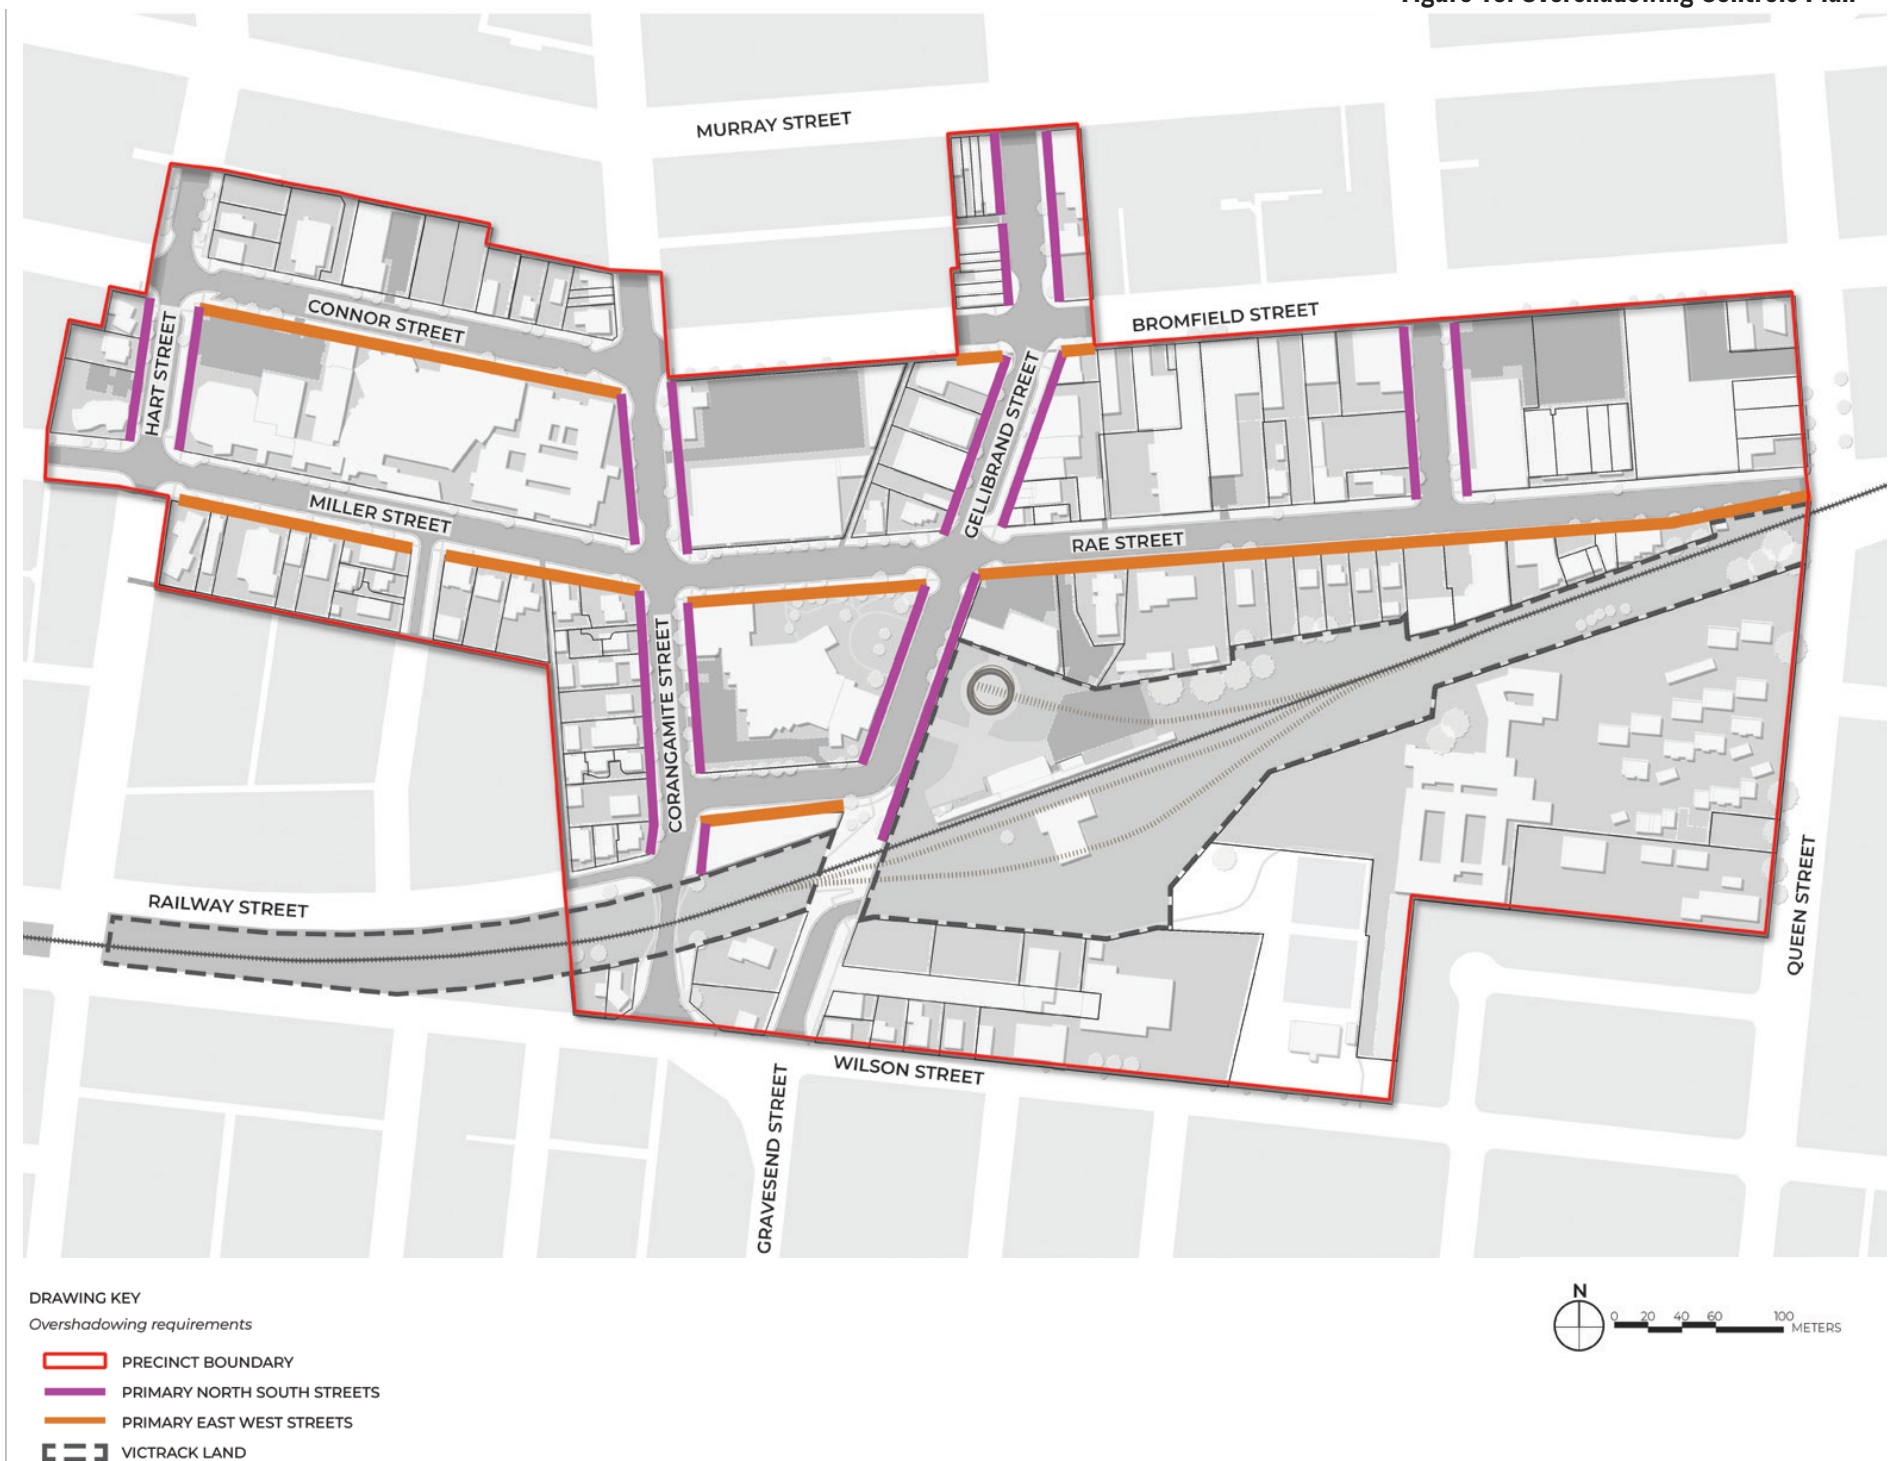 MURRAY STREET
CONNOR STREET
BROMFIELD STREET
HART STREET
GELLIBRAND STREET
MILLER STREET
RAE STREET
CORANGAMITE STREET
RAILWAY STREET
QUEEN STREET
WILSON STREET
GRAVESEND STREET
DRAWING KEY
Overshadowing requirements
PRECINCT BOUNDARY
PRIMARY NORTH SOUTH STREETS
PRIMARY EAST WEST STREETS
VICTRACK LAND
N
0 20 40 60 100
METERS